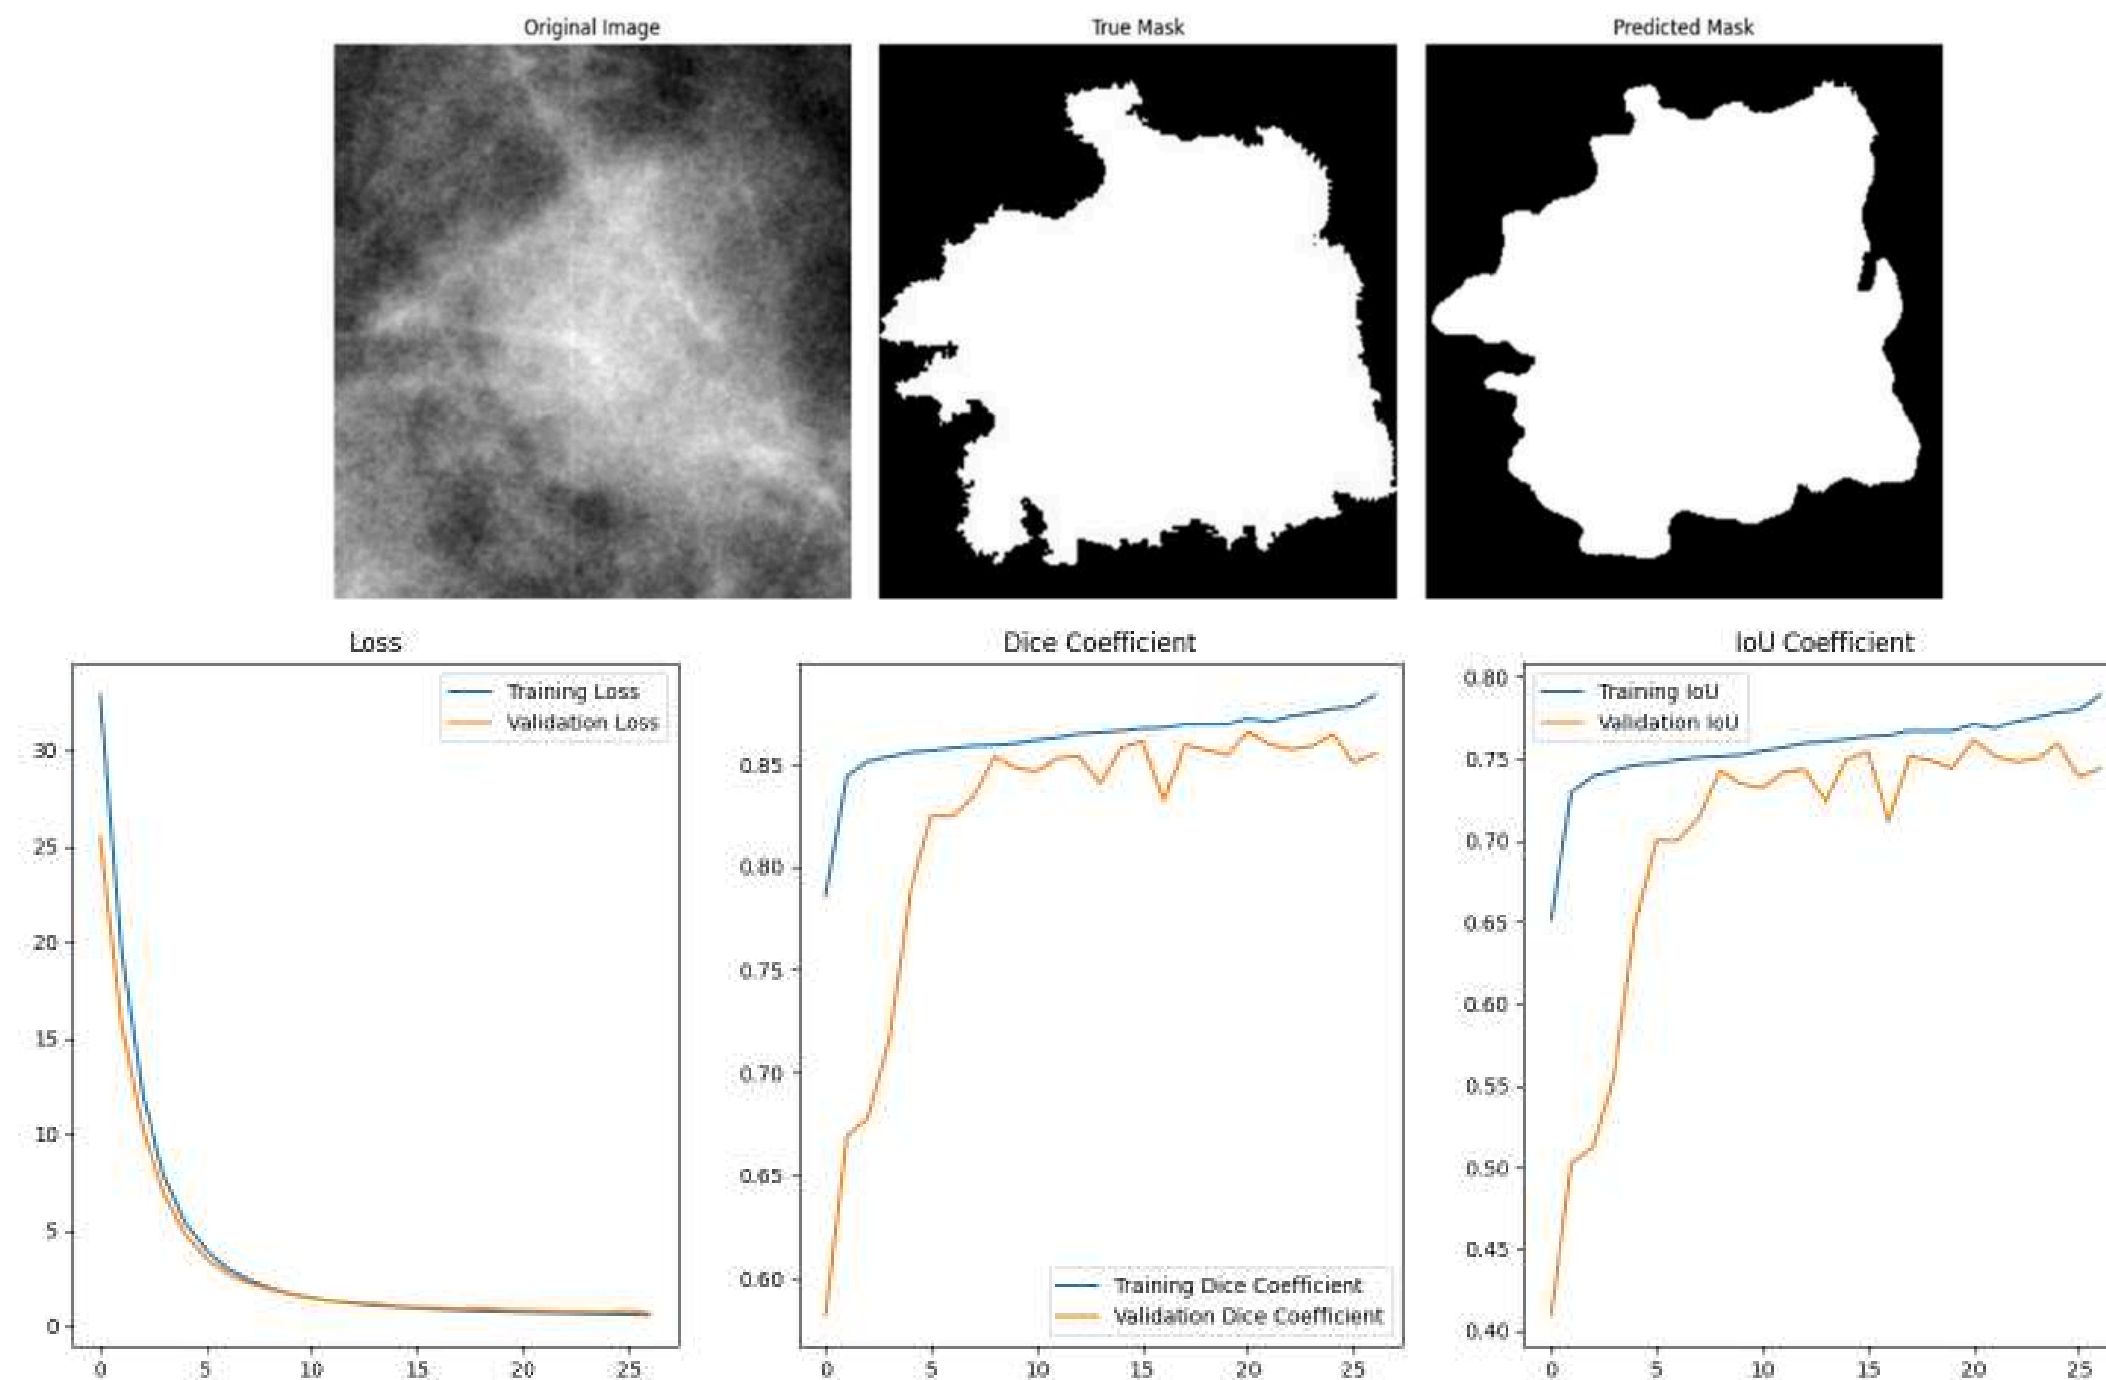 Original Image
True Mask
Predicted Mask
Loss
Training Loss
Validation Loss
30
25
20
15
10
5
0
0 5 10 15 20 25
Dice Coefficient
0.85
0.80
0.75
0.70
0.65
0.60
Training Dice Coefficient
Validation Dice Coefficient
0 5 10 15 20 25
IoU Coefficient
Training IoU
Validation IoU
0.80
0.75
0.70
0.65
0.60
0.55
0.50
0.45
0.40
0 5 10 15 20 25